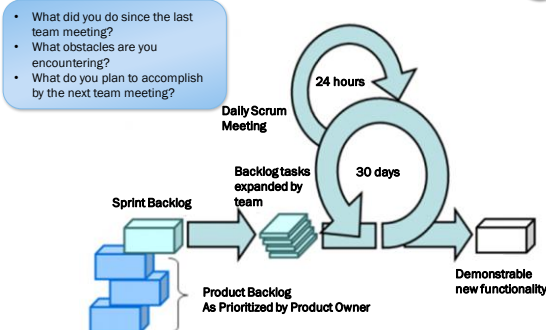 • What did you do since the last
team meeting?
• What obstacles are you
encountering?
• What do you plan to accomplish
by the next team meeting?
24 hours
Daily Scrum
Meeting
Backlog tasks
expanded by
team
30 days
Sprint Backlog
Product Backlog
As Prioritized by Product Owner
Demonstrable
new functionality